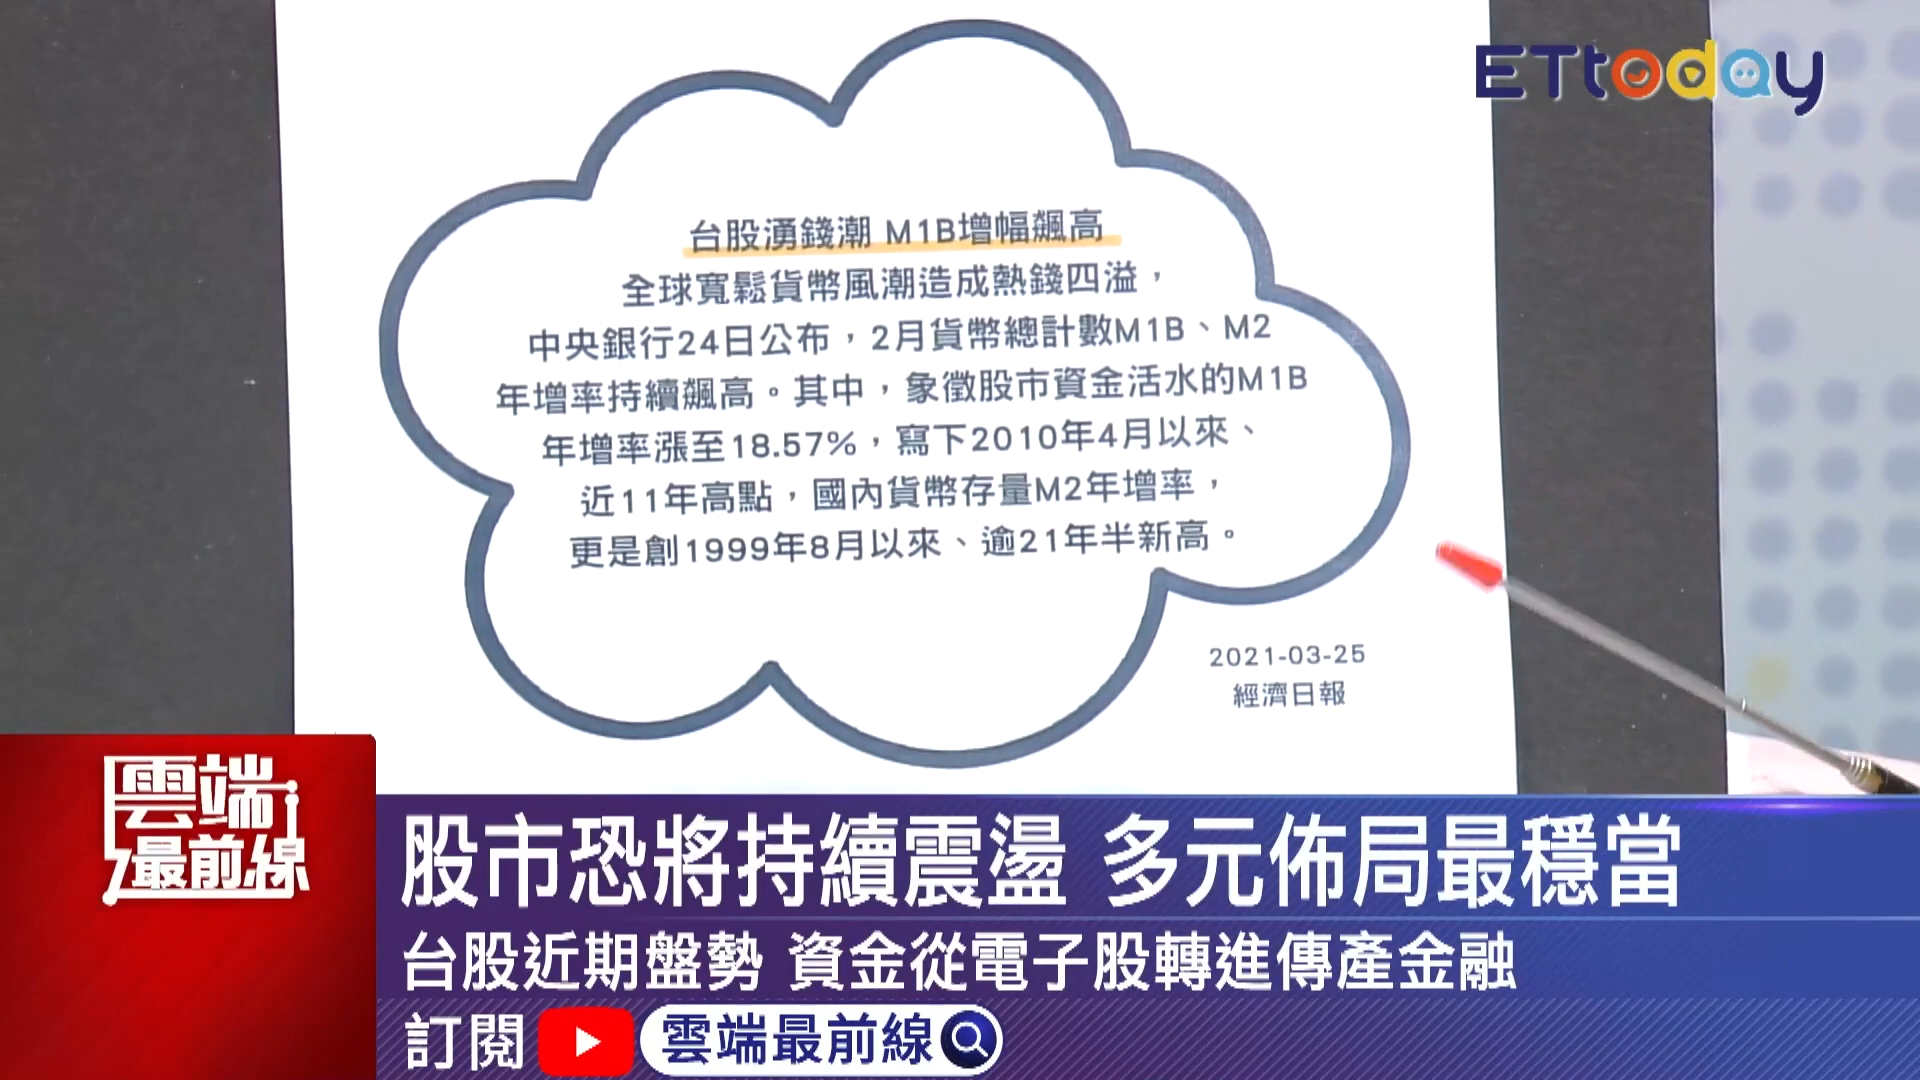 ETtoday
台股湧錢潮 M1B增幅飆高
全球寬鬆貨幣風潮造成熱錢四溢，
中央銀行24日公布，2月貨幣總計數M1B、M2
年增率持續飆高。其中，象徵股市資金活水的M1B
年增率漲至18.57%，寫下2010年4月以來、
近11年高點，國內貨幣存量M2年增率，
更是創1999年8月以來、逾21年半新高。
2021-03-25
經濟日報
雲端
最前線
股市恐將持續震盪 多元佈局最穩當
台股近期盤勢 資金從電子股轉進傳產金融
訂閱 雲端最前線